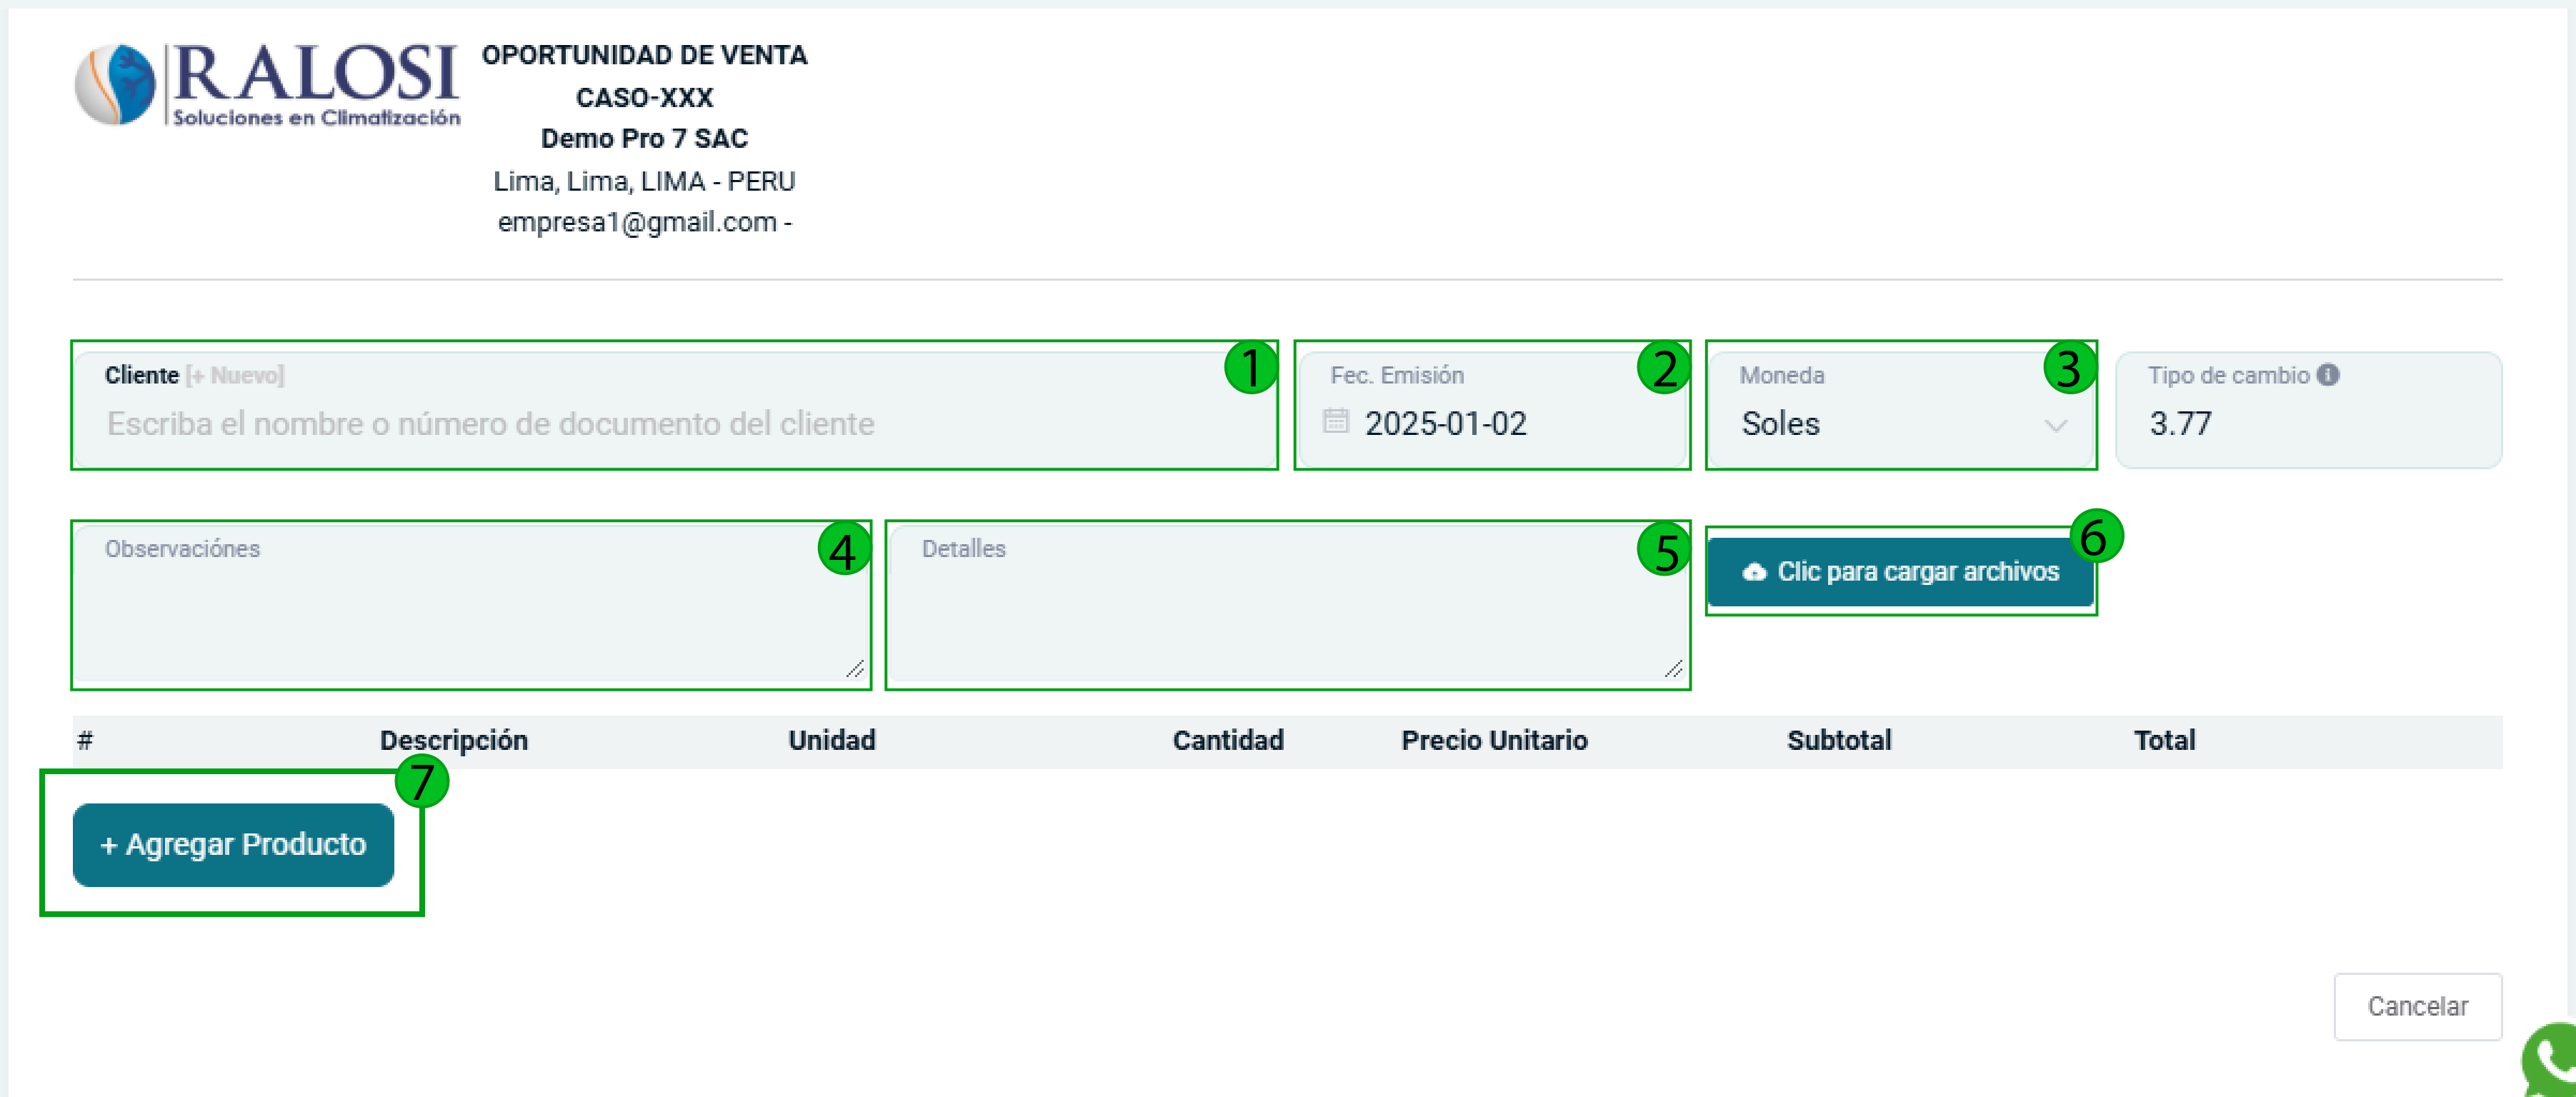 RALOSI
Soluciones en Climatización
OPORTUNIDAD DE VENTA
CASO-XXX
Demo Pro 7 SAC
Lima, Lima, LIMA - PERU
empresa1@gmail.com -
Cliente [+ Nuevo] 1
Escriba el nombre o número de documento del cliente
Fec. Emisión 2
2025-01-02
Moneda 3
Soles
Tipo de cambio i
3.77
Observaciónes 4
Detalles 5
Clic para cargar archivos 6
# Descripción Unidad Cantidad Precio Unitario Subtotal Total
7
+ Agregar Producto
Cancelar